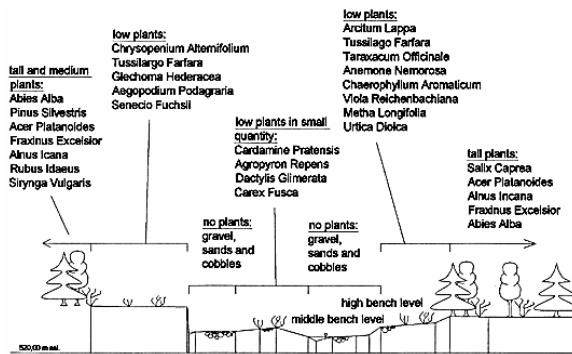 tall and medium
plants:
Abies Alba
Pinus Silvestris
Acer Platanoides
Fraxinus Excelsior
Alnus Icana
Rubus Idaeus
Sirynga Vulgaris
low plants:
Chrysopenium Alternifolium
Tussilargo Farfara
Glechoma Hederacea
Aegopodium Podagraria
Senecio Fuchsii
low plants in small
quantity:
Cardamine Pratensis
Agropyron Repens
Dactylis Glimerata
Carex Fusca
low plants:
Arcitum Lappa
Tussilago Farfara
Taraxacum Officinale
Anemone Nemorosa
Chaerophyllum Aromaticum
Viola Reichenbachiana
Metha Longifolia
Urtica Dioica
tall plants:
Salix Caprea
Acer Platanoides
Alnus Incana
Fraxinus Excelsior
Abies Alba
no plants:
gravel,
sands and
cobbles
no plants:
gravel,
sands and
cobbles
high bench level
middle bench level
520,00 m asl.